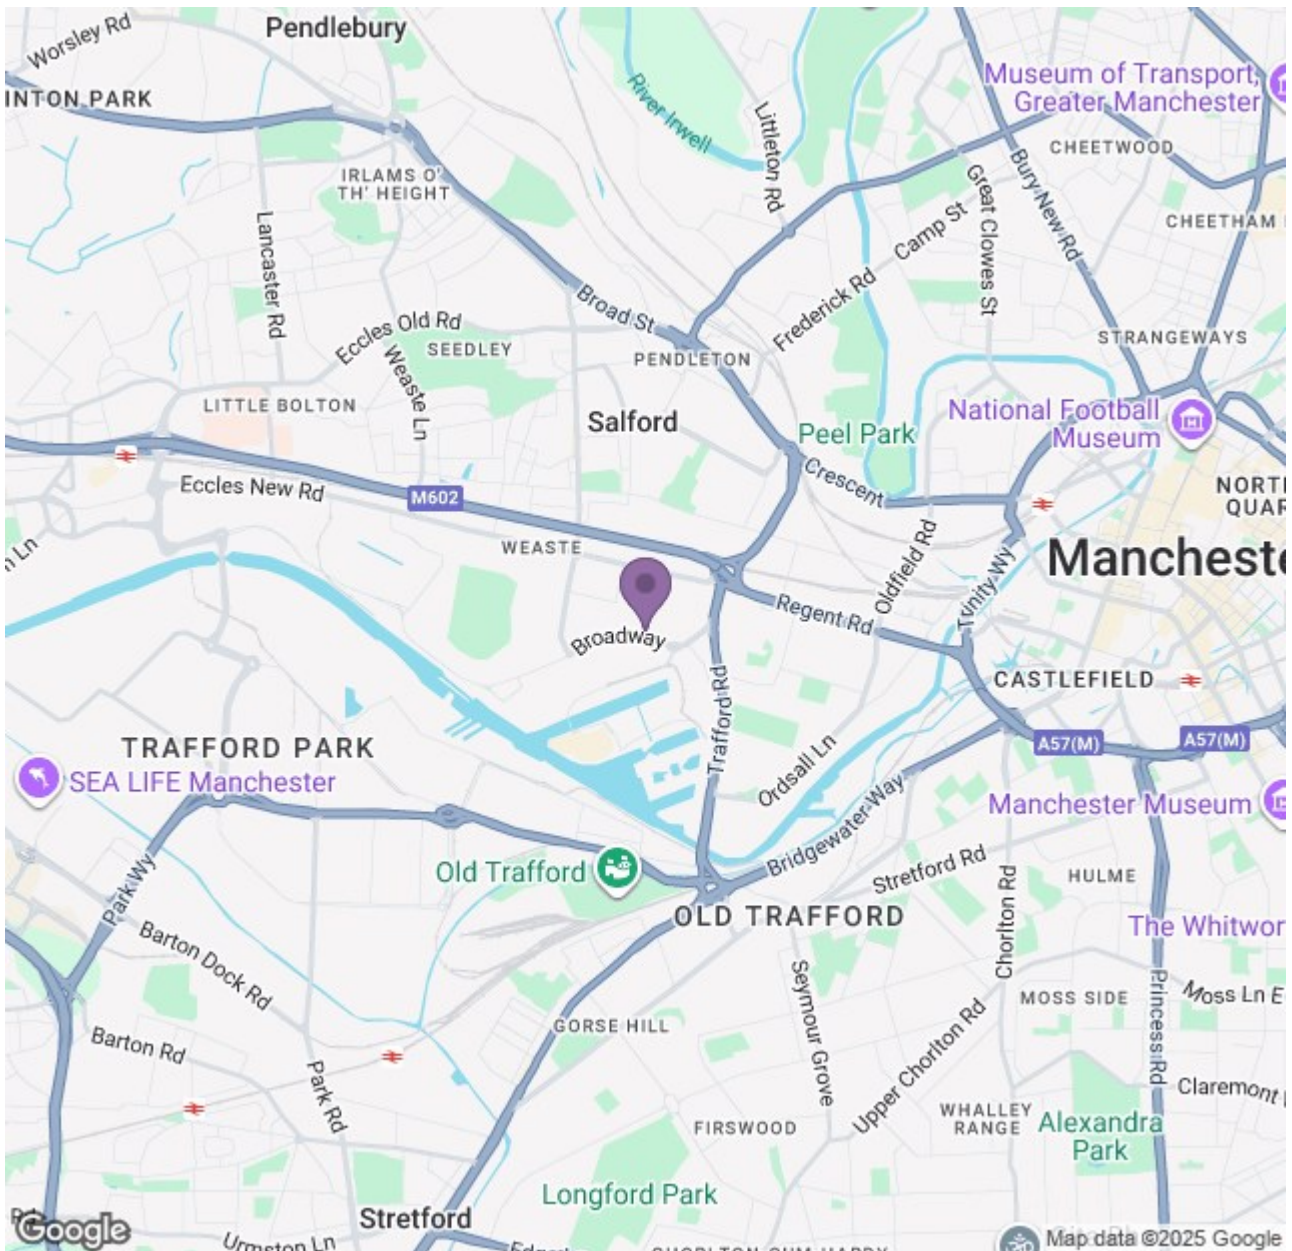 Pendlebury
Worsley Rd
INTON PARK
River Irwell
Littleton Rd
Museum of Transport,
Greater Manchester
CHEETWOOD
IRLAMS O'
TH' HEIGHT
Bury New Rd
Great Clowes St
Camp St
CHEETHAM
Lancaster Rd
Frederick Rd
Broad St
Eccles Old Rd
SEEDLEY
PENDLETON
STRANGEWAYS
Weaste Ln
LITTLE BOLTON
Salford
Peel Park
National Football
Museum
Crescent
Eccles New Rd
M602
NORT
QUAR
WEASTE
Oldfield Rd
Manchest
n Ln
Trinity Wy
Regent Rd
Broadway
CASTLEFIELD
Trafford Rd
TRAFFORD PARK
A57(M)
A57(M)
SEA LIFE Manchester
Ordsall Ln
Manchester Museum
Bridgewater Way
Old Trafford
Stretford Rd
HULME
Park Wy
OLD TRAFFORD
Chorlton Rd
The Whitwor
Barton Dock Rd
Seymour Grove
Princess Rd
MOSS SIDE
Moss Ln E
GORSE HILL
Barton Rd
Upper Chorlton Rd
Park Rd
Claremont
WHALLEY
RANGE
FIRSWOOD
Alexandra
Park
Longford Park
Stretford
Rd
Google
Urmston Ln
Map data ©2025 Google